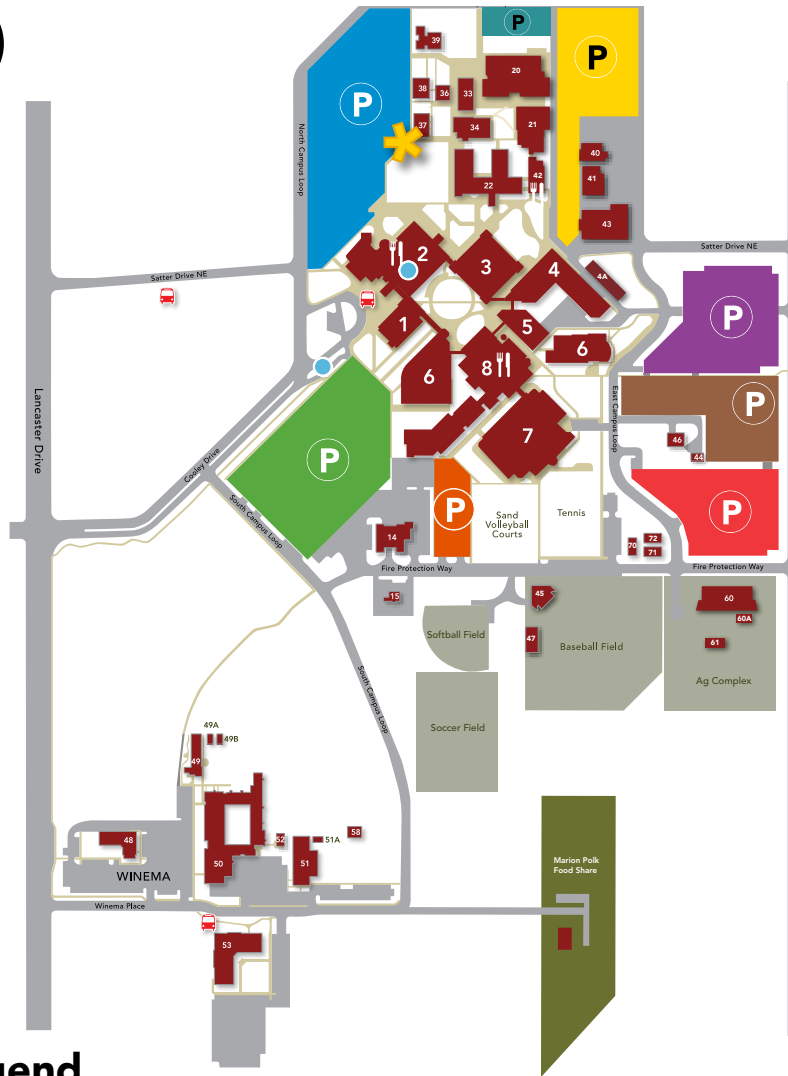 )
39
P
P
P
20
38
36
33
P
37
34
21
40
42
41
22
43
North Campus Loop
2
3
4
4A
Satter Drive NE
Satter Drive NE
1
5
P
6
8
6
P
7
East Campus Loop
46
44
Lancaster Drive
P
Cooley Drive
P
Sand
Volleyball
Courts
Tennis
P
South Campus Loop
14
70
72
71
Fire Protection Way
Fire Protection Way
15
45
60
60A
Softball Field
47
Baseball Field
61
Ag Complex
South Campus Loop
Soccer Field
49A
49B
49
48
52
51A
58
50
51
WINEMA
Marion Polk
Food Share
Winema Place
53
gend